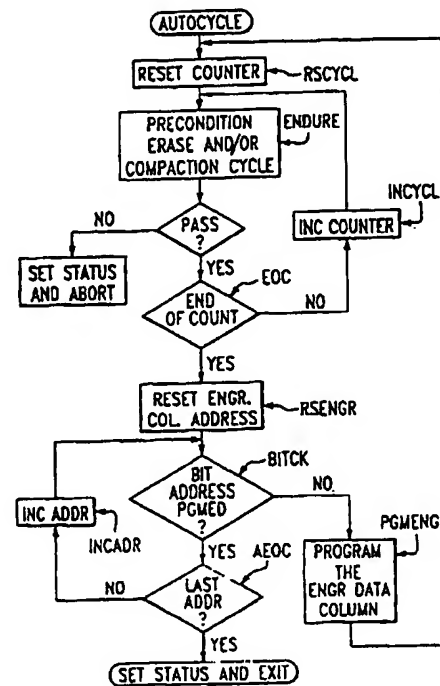 AUTOCYCLE
RESET COUNTER
RSCYCL
PRECONDITION
ERASE AND/OR
COMPACTION CYCLE
ENDURE
INCYCL
NO
PASS
?
INC COUNTER
SET STATUS
AND ABORT
YES
EOC
END
OF COUNT
NO
YES
RESET ENGR.
COL. ADDRESS
RSENGR
BITCK
BIT
ADDRESS
PGMED
?
NO
INC ADDR
INCADR
PGMENG
YES
AEOC
PROGRAM
THE
ENGR DATA
COLUMN
NO
LAST
ADDR
?
YES
SET STATUS AND EXIT